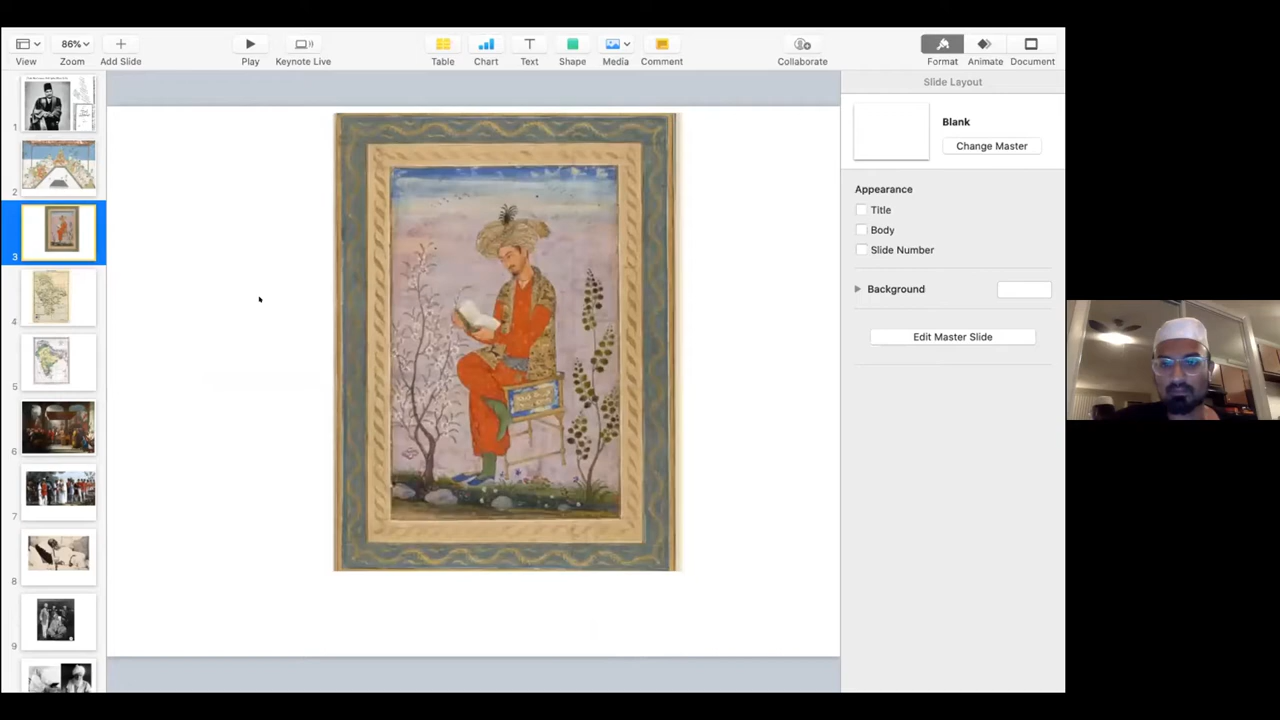 View
86%
Zoom
Add Slide
Play
Keynote Live
Table
Chart
Text
Shape
Media
Comment
Collaborate
Format
Animate
Document
Slide Layout
Blank
Change Master
Appearance
Title
Body
Slide Number
Background
Edit Master Slide
1
2
3
4
5
6
7
8
9